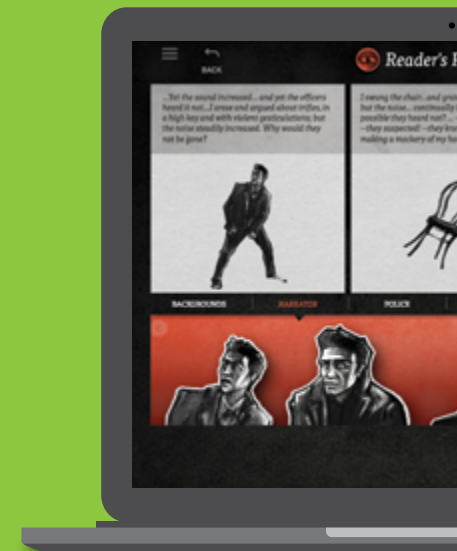 BACK
Reader's
...Yet the sound increased... and yet the officers
heard it not...I arose and argued about trifles, in
a high key and with violent gesticulations; but
the noise steadily increased. Why would they
not be gone?
I swung the chair...and
but the noise... continually
possible they heard not? ...
--they suspected! --they
making a mockery of my
BACKGROUNDS
NARRATOR
POLICE